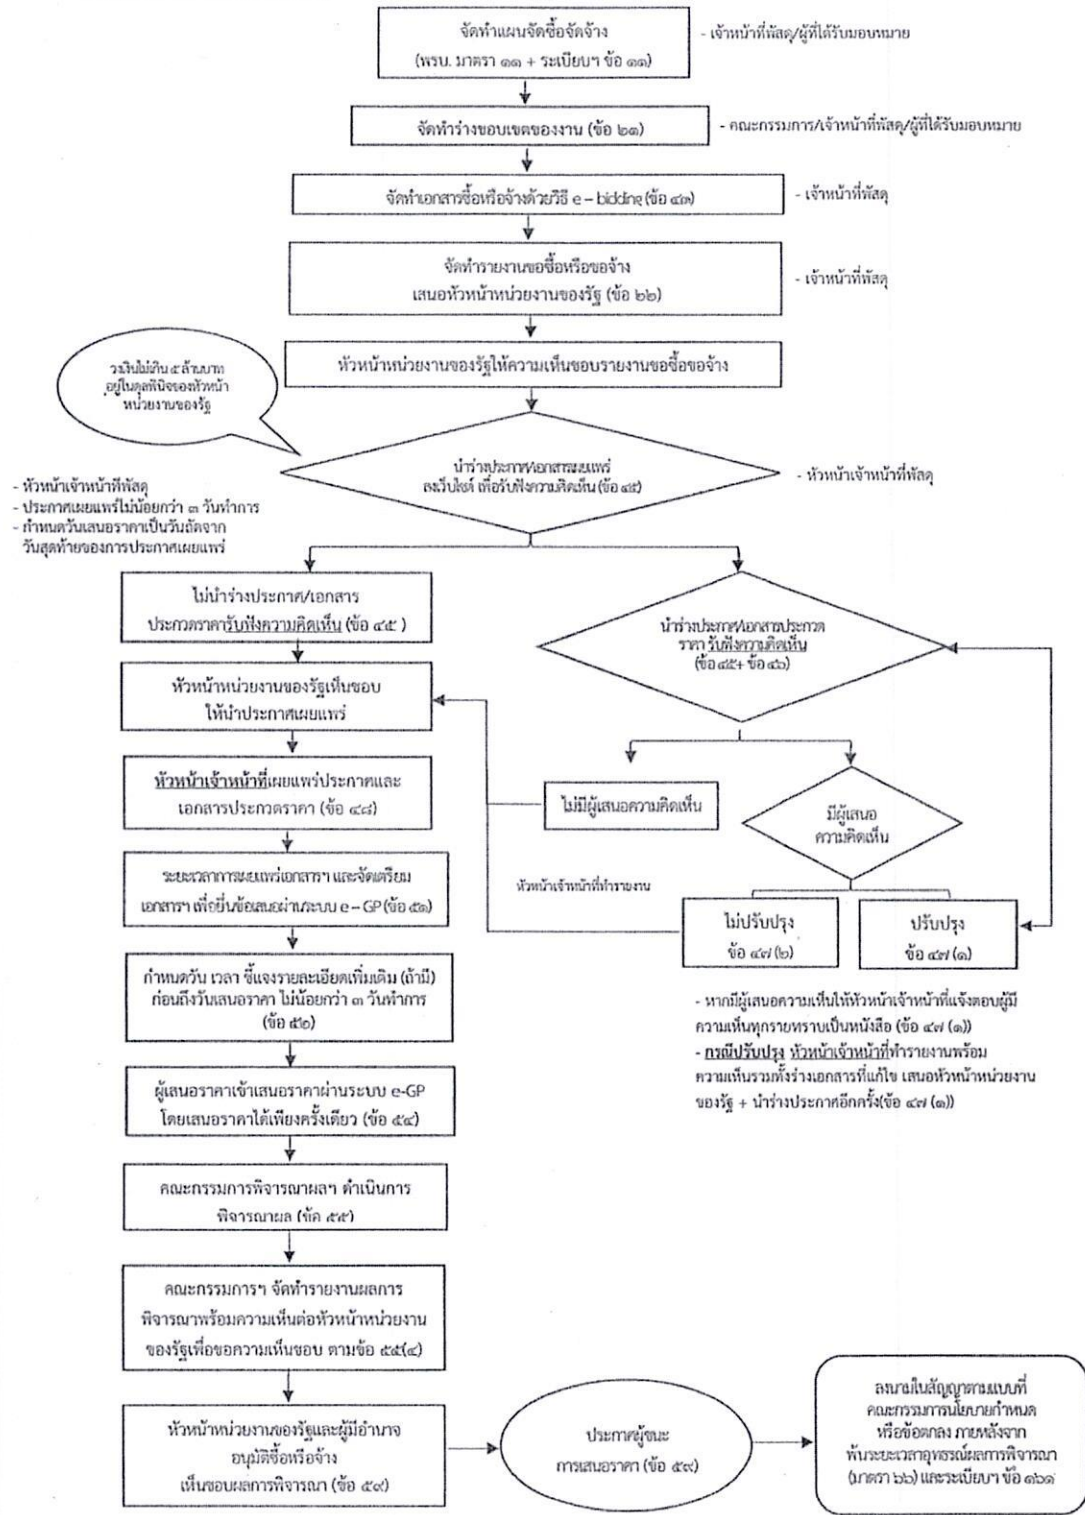 จัดทำแผนจัดซื้อจัดจ้าง
(พรบ. มาตรา ๑๑ + ระเบียบฯ ข้อ ๑๑)
- เจ้าหน้าที่พัสดุ/ผู้ที่ได้รับมอบหมาย
จัดทำร่างขอบเขตของงาน (ข้อ ๒๑)
- คณะกรรมการ/เจ้าหน้าที่พัสดุ/ผู้ที่ได้รับมอบหมาย
จัดทำเอกสารซื้อหรือจ้างด้วยวิธี e – bidding (ข้อ ๔๓)
- เจ้าหน้าที่พัสดุ
จัดทำรายงานขอซื้อหรือขอจ้าง
เสนอหัวหน้าหน่วยงานของรัฐ (ข้อ ๒๒)
- เจ้าหน้าที่พัสดุ
หัวหน้าหน่วยงานของรัฐให้ความเห็นขอบรายงานขอซื้อขอจ้าง
วงเงินไม่เกิน ๕ ล้านบาท
อยู่ในดุลพินิจของหัวหน้า
หน่วยงานของรัฐ
นำร่างประกาศ/เอกสารเผยแพร่
ลงเว็บไซต์ เพื่อรับฟังความคิดเห็น (ข้อ ๔๕)
- หัวหน้าเจ้าหน้าที่พัสดุ
- หัวหน้าเจ้าหน้าที่พัสดุ
- ประกาศเผยแพร่ไม่น้อยกว่า ๓ วันทำการ
- กำหนดวันเสนอราคาเป็นวันถัดจาก
วันสุดท้ายของการประกาศเผยแพร่
ไม่นำร่างประกาศ/เอกสาร
ประกวดราคารับฟังความคิดเห็น (ข้อ ๔๕ )
นำร่างประกาศ/เอกสารประกวด
ราคา รับฟังความคิดเห็น
(ข้อ ๔๕+ ข้อ ๔๖)
หัวหน้าหน่วยงานของรัฐเห็นชอบ
ให้นำประกาศเผยแพร่
หัวหน้าเจ้าหน้าที่เผยแพร่ประกาศและ
เอกสารประกวดราคา (ข้อ ๔๘)
ไม่มีผู้เสนอความคิดเห็น
มีผู้เสนอ
ความคิดเห็น
ระยะเวลาการเผยแพร่เอกสารฯ และจัดเตรียม
เอกสารฯ เพื่อยื่นข้อเสนอผ่านระบบ e – GP (ข้อ ๕๑)
หัวหน้าเจ้าหน้าที่ทำรายงาน
ไม่ปรับปรุง
ข้อ ๔๗ (๒)
ปรับปรุง
ข้อ ๔๗ (๑)
กำหนดวัน เวลา ชี้แจงรายละเอียดเพิ่มเติม (ถ้ามี)
ก่อนถึงวันเสนอราคา ไม่น้อยกว่า ๓ วันทำการ
(ข้อ ๕๒)
- หากมีผู้เสนอความเห็นให้หัวหน้าเจ้าหน้าที่แจ้งตอบผู้มี
ความเห็นทุกรายทราบเป็นหนังสือ (ข้อ ๔๗ (๑))
- กรณีปรับปรุง หัวหน้าเจ้าหน้าที่ทำรายงานพร้อม
ความเห็นรวมทั้งร่างเอกสารที่แก้ไข เสนอหัวหน้าหน่วยงาน
ของรัฐ + นำร่างประกาศอีกครั้ง(ข้อ ๔๗ (๑))
ผู้เสนอราคาเข้าเสนอราคาผ่านระบบ e-GP
โดยเสนอราคาได้เพียงครั้งเดียว (ข้อ ๕๔)
คณะกรรมการพิจารณาผลฯ ดำเนินการ
พิจารณาผล (ข้อ ๕๕)
คณะกรรมการฯ จัดทำรายงานผลการ
พิจารณาพร้อมความเห็นต่อหัวหน้าหน่วยงาน
ของรัฐเพื่อขอความเห็นชอบ ตามข้อ ๕๕(๔)
หัวหน้าหน่วยงานของรัฐและผู้มีอำนาจ
อนุมัติซื้อหรือจ้าง
เห็นชอบผลการพิจารณา (ข้อ ๕๙)
ประกาศผู้ชนะ
การเสนอราคา (ข้อ ๕๙)
ลงนามในสัญญาตามแบบที่
คณะกรรมการนโยบายกำหนด
หรือข้อตกลง ภายหลังจาก
พ้นระยะเวลาอุทธรณ์ผลการพิจารณา
(มาตรา ๖๖) และระเบียบฯ ข้อ ๑๖๑